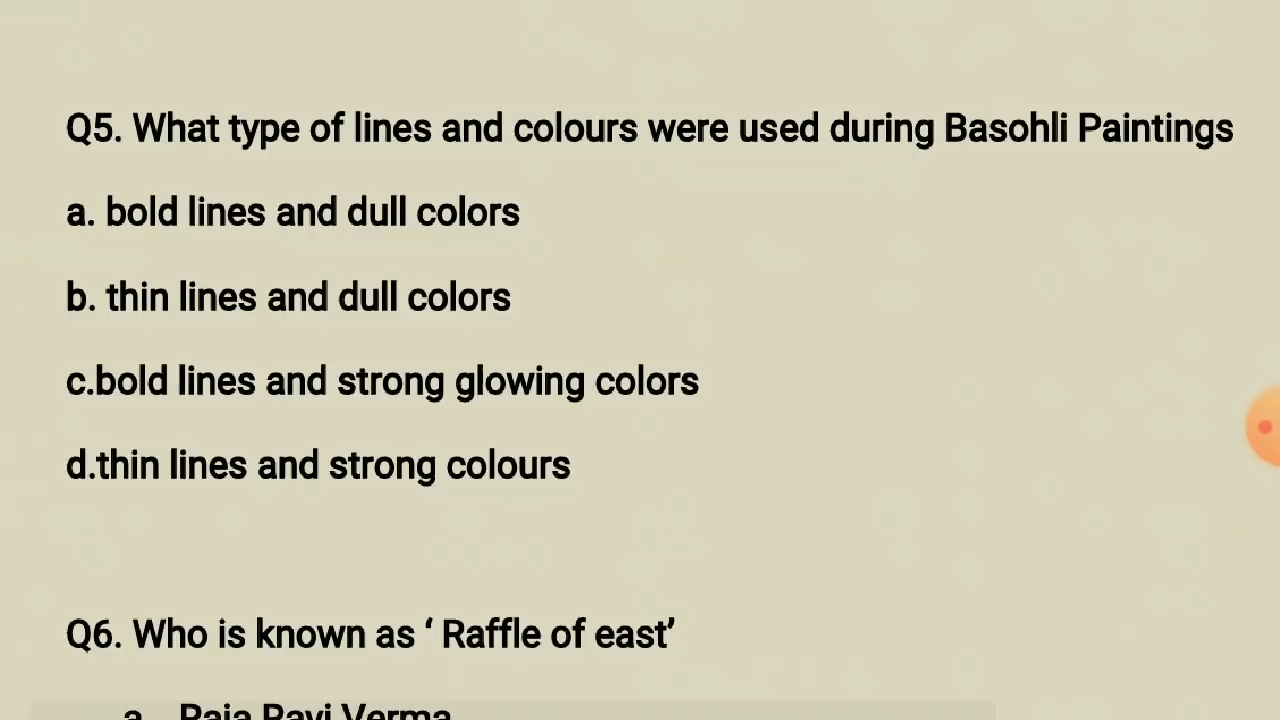 Q5. What type of lines and colours were used during Basohli Paintings
a. bold lines and dull colors
b. thin lines and dull colors
c.bold lines and strong glowing colors
d.thin lines and strong colours
Q6. Who is known as ‘ Raffle of east’
a. Raja Ravi Verma